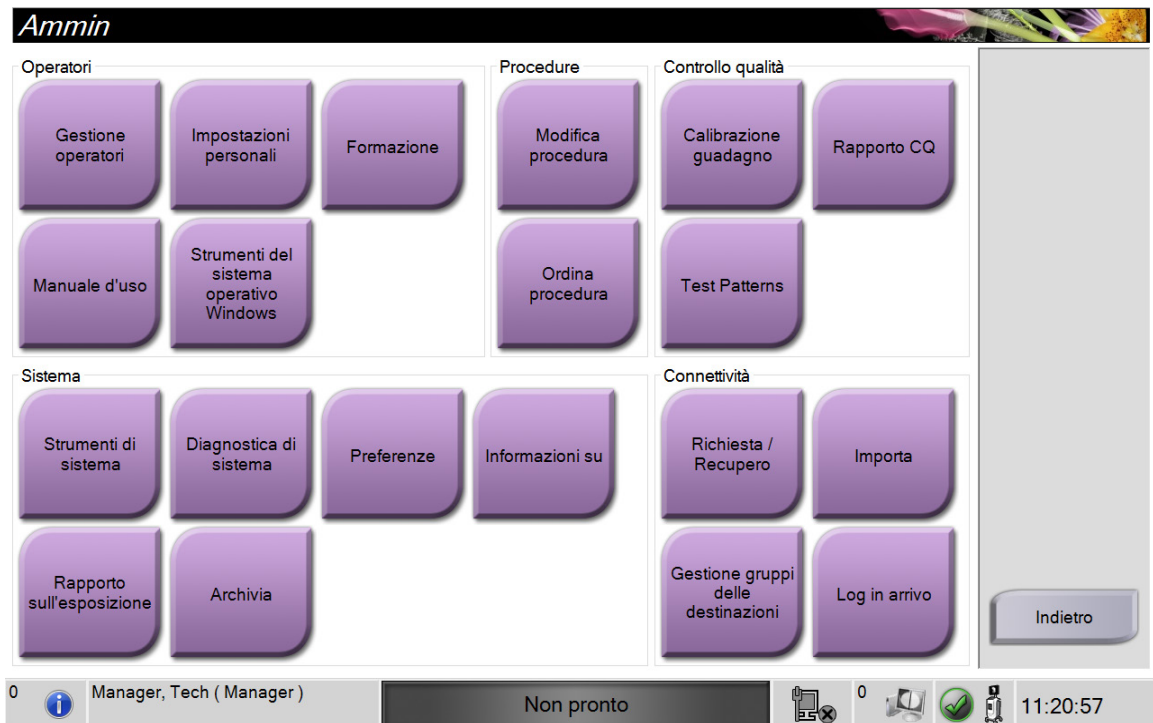 Ammin
Operatori
Gestione
operatori
Impostazioni
personali
Formazione
Manuale d'uso
Strumenti del
sistema
operativo
Windows
Procedure
Modifica
procedura
Ordina
procedura
Controllo qualità
Calibrazione
guadagno
Rapporto CQ
Test Patterns
Sistema
Strumenti di
sistema
Diagnostica di
sistema
Preferenze
Informazioni su
Rapporto
sull'esposizione
Archivia
Connettività
Richiesta /
Recupero
Importa
Gestione gruppi
delle
destinazioni
Log in arrivo
Indietro
0
Manager, Tech ( Manager )
Non pronto
0
11:20:57